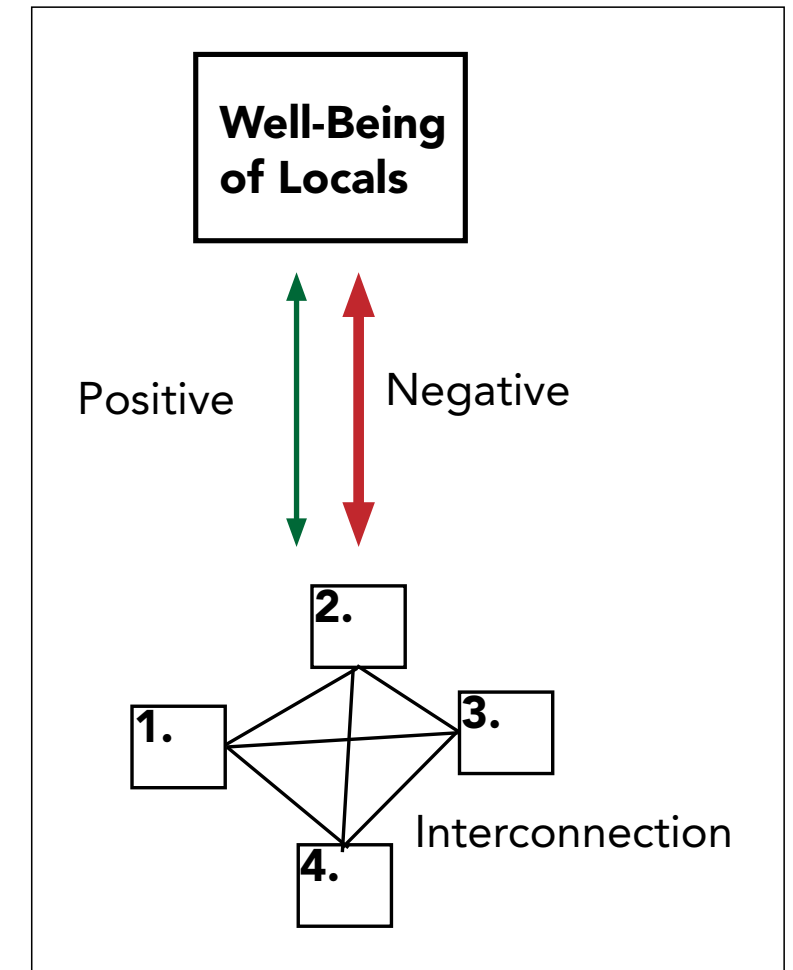 Well-Being
of Locals
Positive
Negative
2.
1.
3.
Interconnection
4.